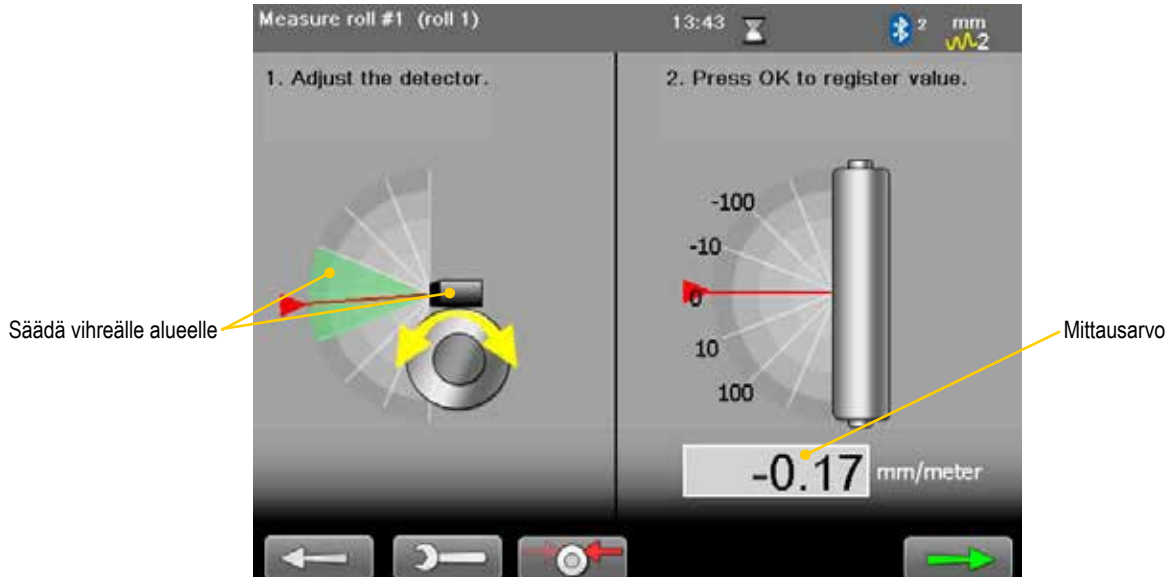 Measure roll #1 (roll 1)
13:43
2
mm
2
1. Adjust the detector.
2. Press OK to register value.
-100
-10
0
10
100
Säädä vihreälle alueelle
Mittausarvo
-0.17 mm/meter